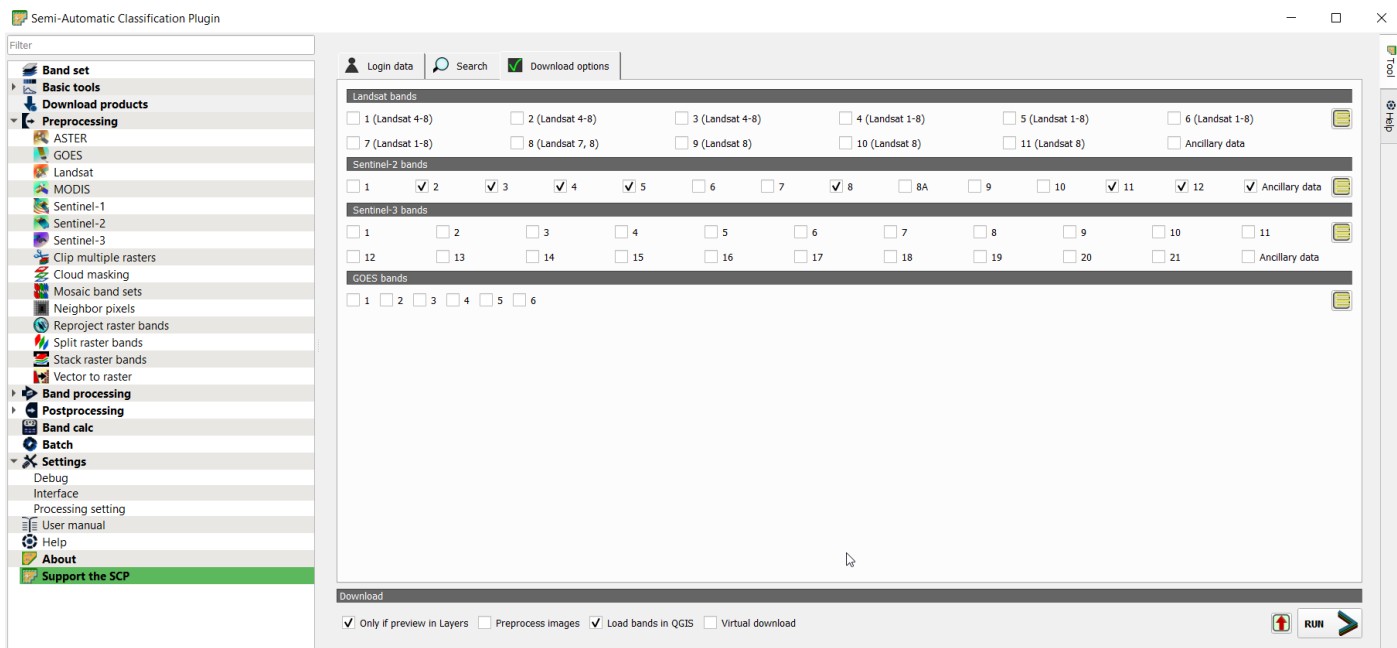 Semi-Automatic Classification Plugin
Filter
Band set
Basic tools
Download products
Preprocessing
ASTER
GOES
Landsat
MODIS
Sentinel-1
Sentinel-2
Sentinel-3
Clip multiple rasters
Cloud masking
Mosaic band sets
Neighbor pixels
Reproject raster bands
Split raster bands
Stack raster bands
Vector to raster
Band processing
Postprocessing
Band calc
Batch
Settings
Debug
Interface
Processing setting
User manual
Help
About
Support the SCP
Login data Search Download options
Landsat bands
1 (Landsat 4-8) 2 (Landsat 4-8) 3 (Landsat 4-8) 4 (Landsat 1-8) 5 (Landsat 1-8) 6 (Landsat 1-8)
7 (Landsat 1-8) 8 (Landsat 7, 8) 9 (Landsat 8) 10 (Landsat 8) 11 (Landsat 8) Ancillary data
Sentinel-2 bands
1 2 3 4 5 6 7 8 8A 9 10 11 12 Ancillary data
Sentinel-3 bands
1 2 3 4 5 6 7 8 9 10 11
12 13 14 15 16 17 18 19 20 21 Ancillary data
GOES bands
1 2 3 4 5 6
Download
Only if preview in Layers Preprocess images Load bands in QGIS Virtual download
RUN
Tool
Help